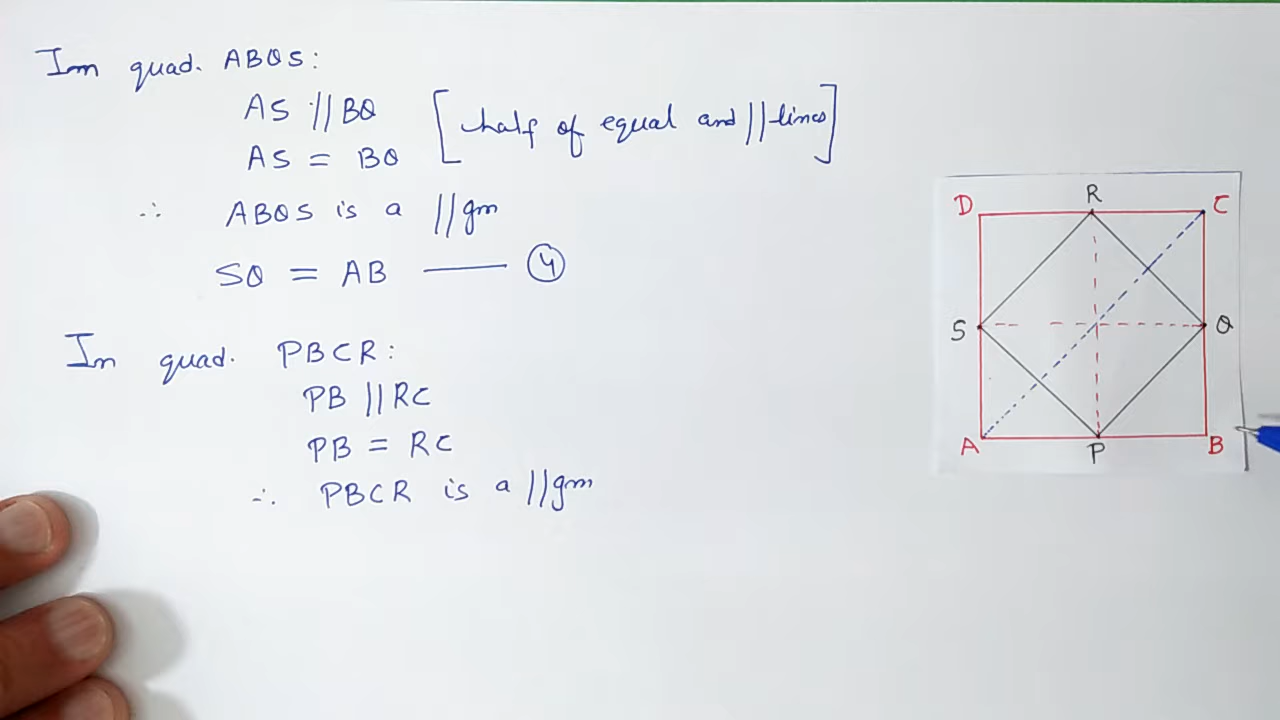 In quad. ABQS:
AS // BQ [half of equal and // lines]
AS = BQ
∴ ABQS is a //gm
SQ = AB —— ④
In quad. PBCR:
PB // RC
PB = RC
∴ PBCR is a //gm
D R C
S Q
A P B